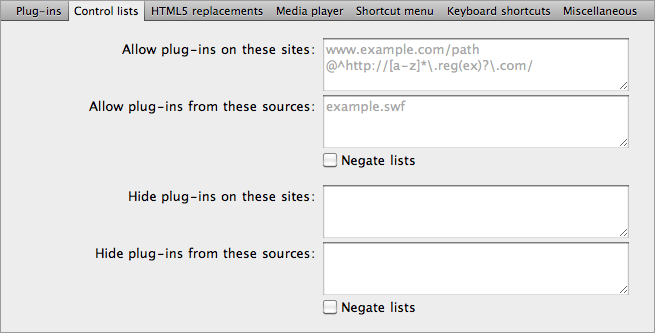 Plug-ins Control lists HTML5 replacements Media player Shortcut menu Keyboard shortcuts Miscellaneous
Allow plug-ins on these sites: www.example.com/path
@^http://[a-z]*\.reg(ex)?\.com/
Allow plug-ins from these sources: example.swf
Negate lists
Hide plug-ins on these sites:
Hide plug-ins from these sources:
Negate lists